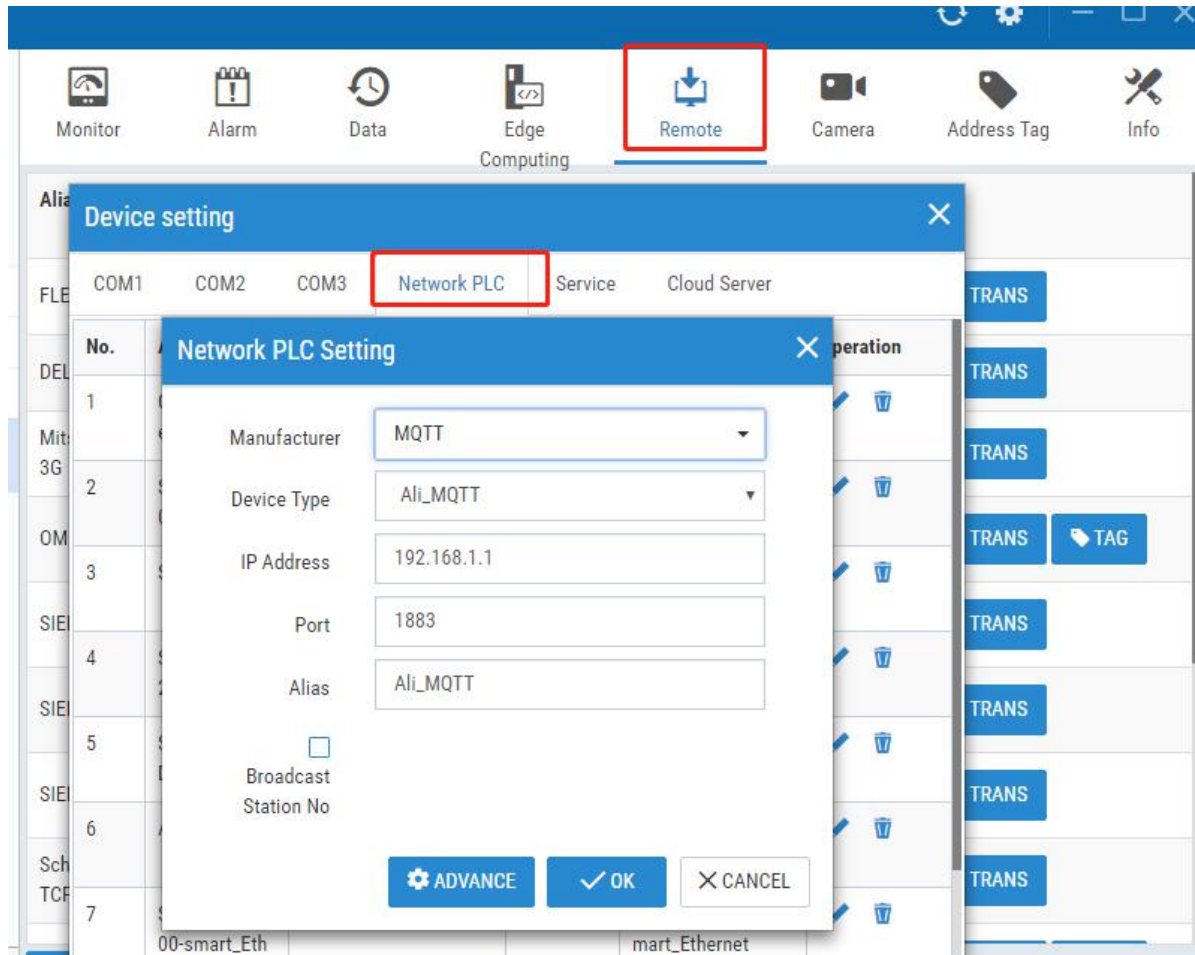 Monitor
Alarm
Data
Edge
Computing
Remote
Camera
Address Tag
Info
Device setting
COM1
COM2
COM3
Network PLC
Service
Cloud Server
No.
Network PLC Setting
TRANS
1
TRANS
Manufacturer
MQTT
3G
TRANS
2
Device Type
Ali_MQTT
TRANS
TAG
IP Address
192.168.1.1
3
Port
1883
TRANS
4
Alias
Ali_MQTT
TRANS
5
Broadcast
Station No
TRANS
6
ADVANCE
OK
CANCEL
TRANS
7
00-smart_Eth
mart_Ethernet